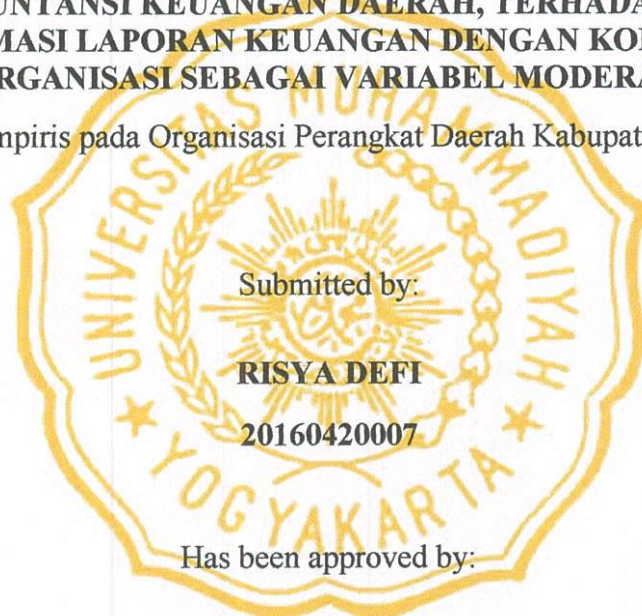 UNTANSI KEUANGAN DAERAH, TERHADA
MASI LAPORAN KEUANGAN DENGAN KO
RGANISASI SEBAGAI VARIABEL MODERA
mpiris pada Organisasi Perangkat Daerah Kabupat
UNIVERSITAS MUHAMMADIYAH
Submitted by:
RISYA DEFI
20160420007
YOGYAKARTA
Has been approved by: